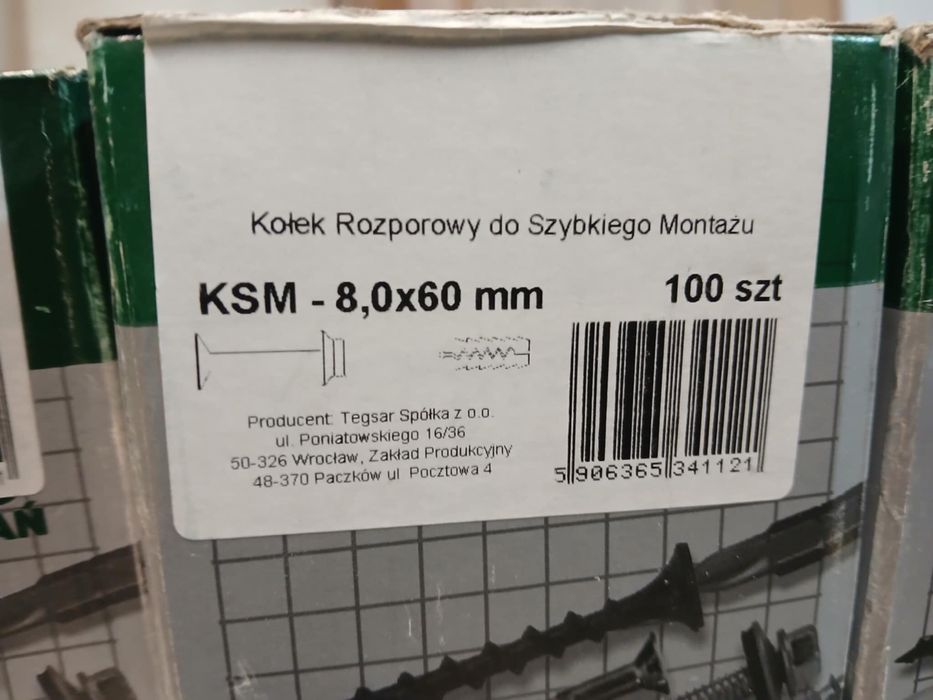 Kołek Rozporowy do Szybkiego Montażu
KSM - 8,0x60 mm
100 szt
Producent: Tegsar Spółka z o.o.
ul. Poniatowskiego 16/36
50-326 Wrocław, Zakład Produkcyjny
48-370 Paczków ul Pocztowa 4
5 906365 341121
AŃ